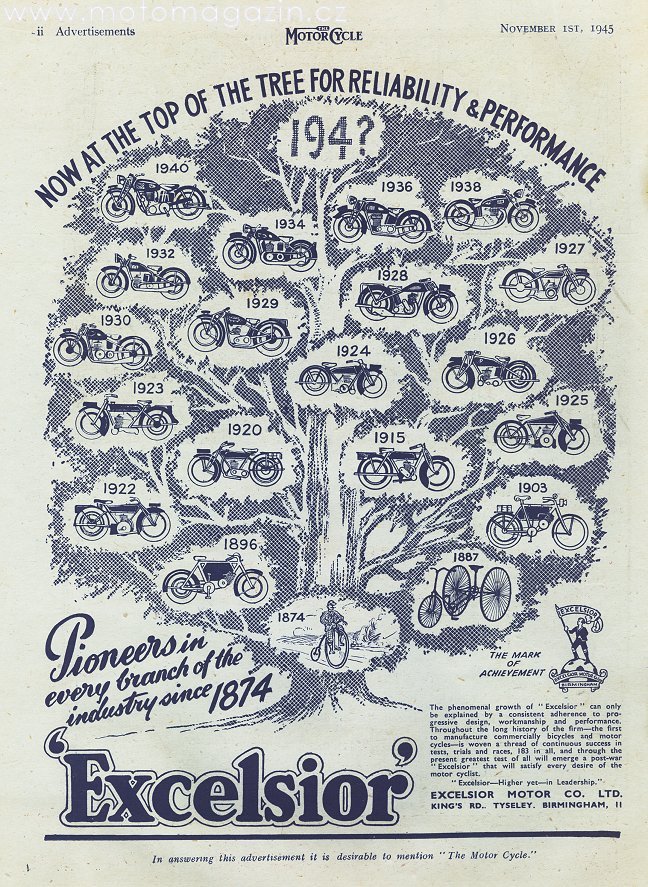 www.motomagazin.cz
ii Advertisements
THE
MOTOR CYCLE
NOVEMBER 1ST, 1945
NOW AT THE TOP OF THE TREE FOR RELIABILITY & PERFORMANCE
194?
1940
1936
1938
1934
1932
1927
1928
1929
1930
1926
1924
1923
1925
1920
1915
1922
1903
1896
1887
1874
Pioneers in
every branch of the
industry since 1874
EXCELSIOR
EXCELSIOR MOTOR CO
BIRMINGHAM
THE MARK
OF
ACHIEVEMENT
The phenomenal growth of "Excelsior" can only
be explained by a consistent adherence to pro-
gressive design, workmanship and performance.
Throughout the long history of the firm—the first
to manufacture commercially bicycles and motor
cycles—is woven a thread of continuous success in
tests, trials and races, 183 in all, and through the
present greatest test of all will emerge a post-war
"Excelsior" that will satisfy every desire of the
motor cyclist.
"Excelsior—Higher yet—in Leadership."
'Excelsior'
EXCELSIOR MOTOR CO. LTD.
KING'S RD., TYSELEY, BIRMINGHAM, 11
In answering this advertisement it is desirable to mention "The Motor Cycle."